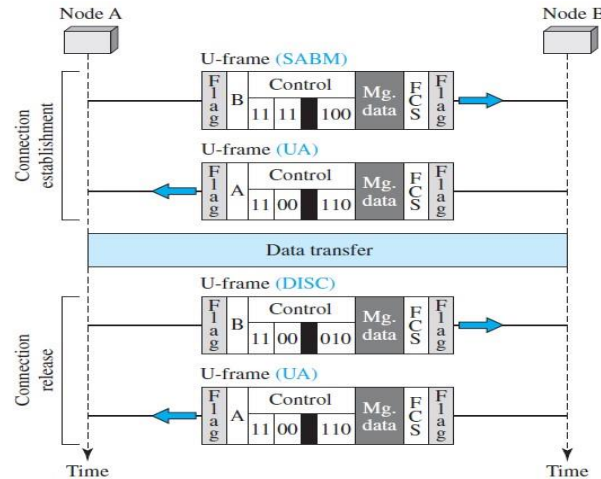 Node A
Node B
Connection establishment
U-frame (SABM)
Flag B Control 11 11 100 Mg. data FCS Flag
U-frame (UA)
Flag A Control 11 00 110 Mg. data FCS Flag
Data transfer
Connection release
U-frame (DISC)
Flag B Control 11 00 010 Mg. data FCS Flag
U-frame (UA)
Flag A Control 11 00 110 Mg. data FCS Flag
Time
Time